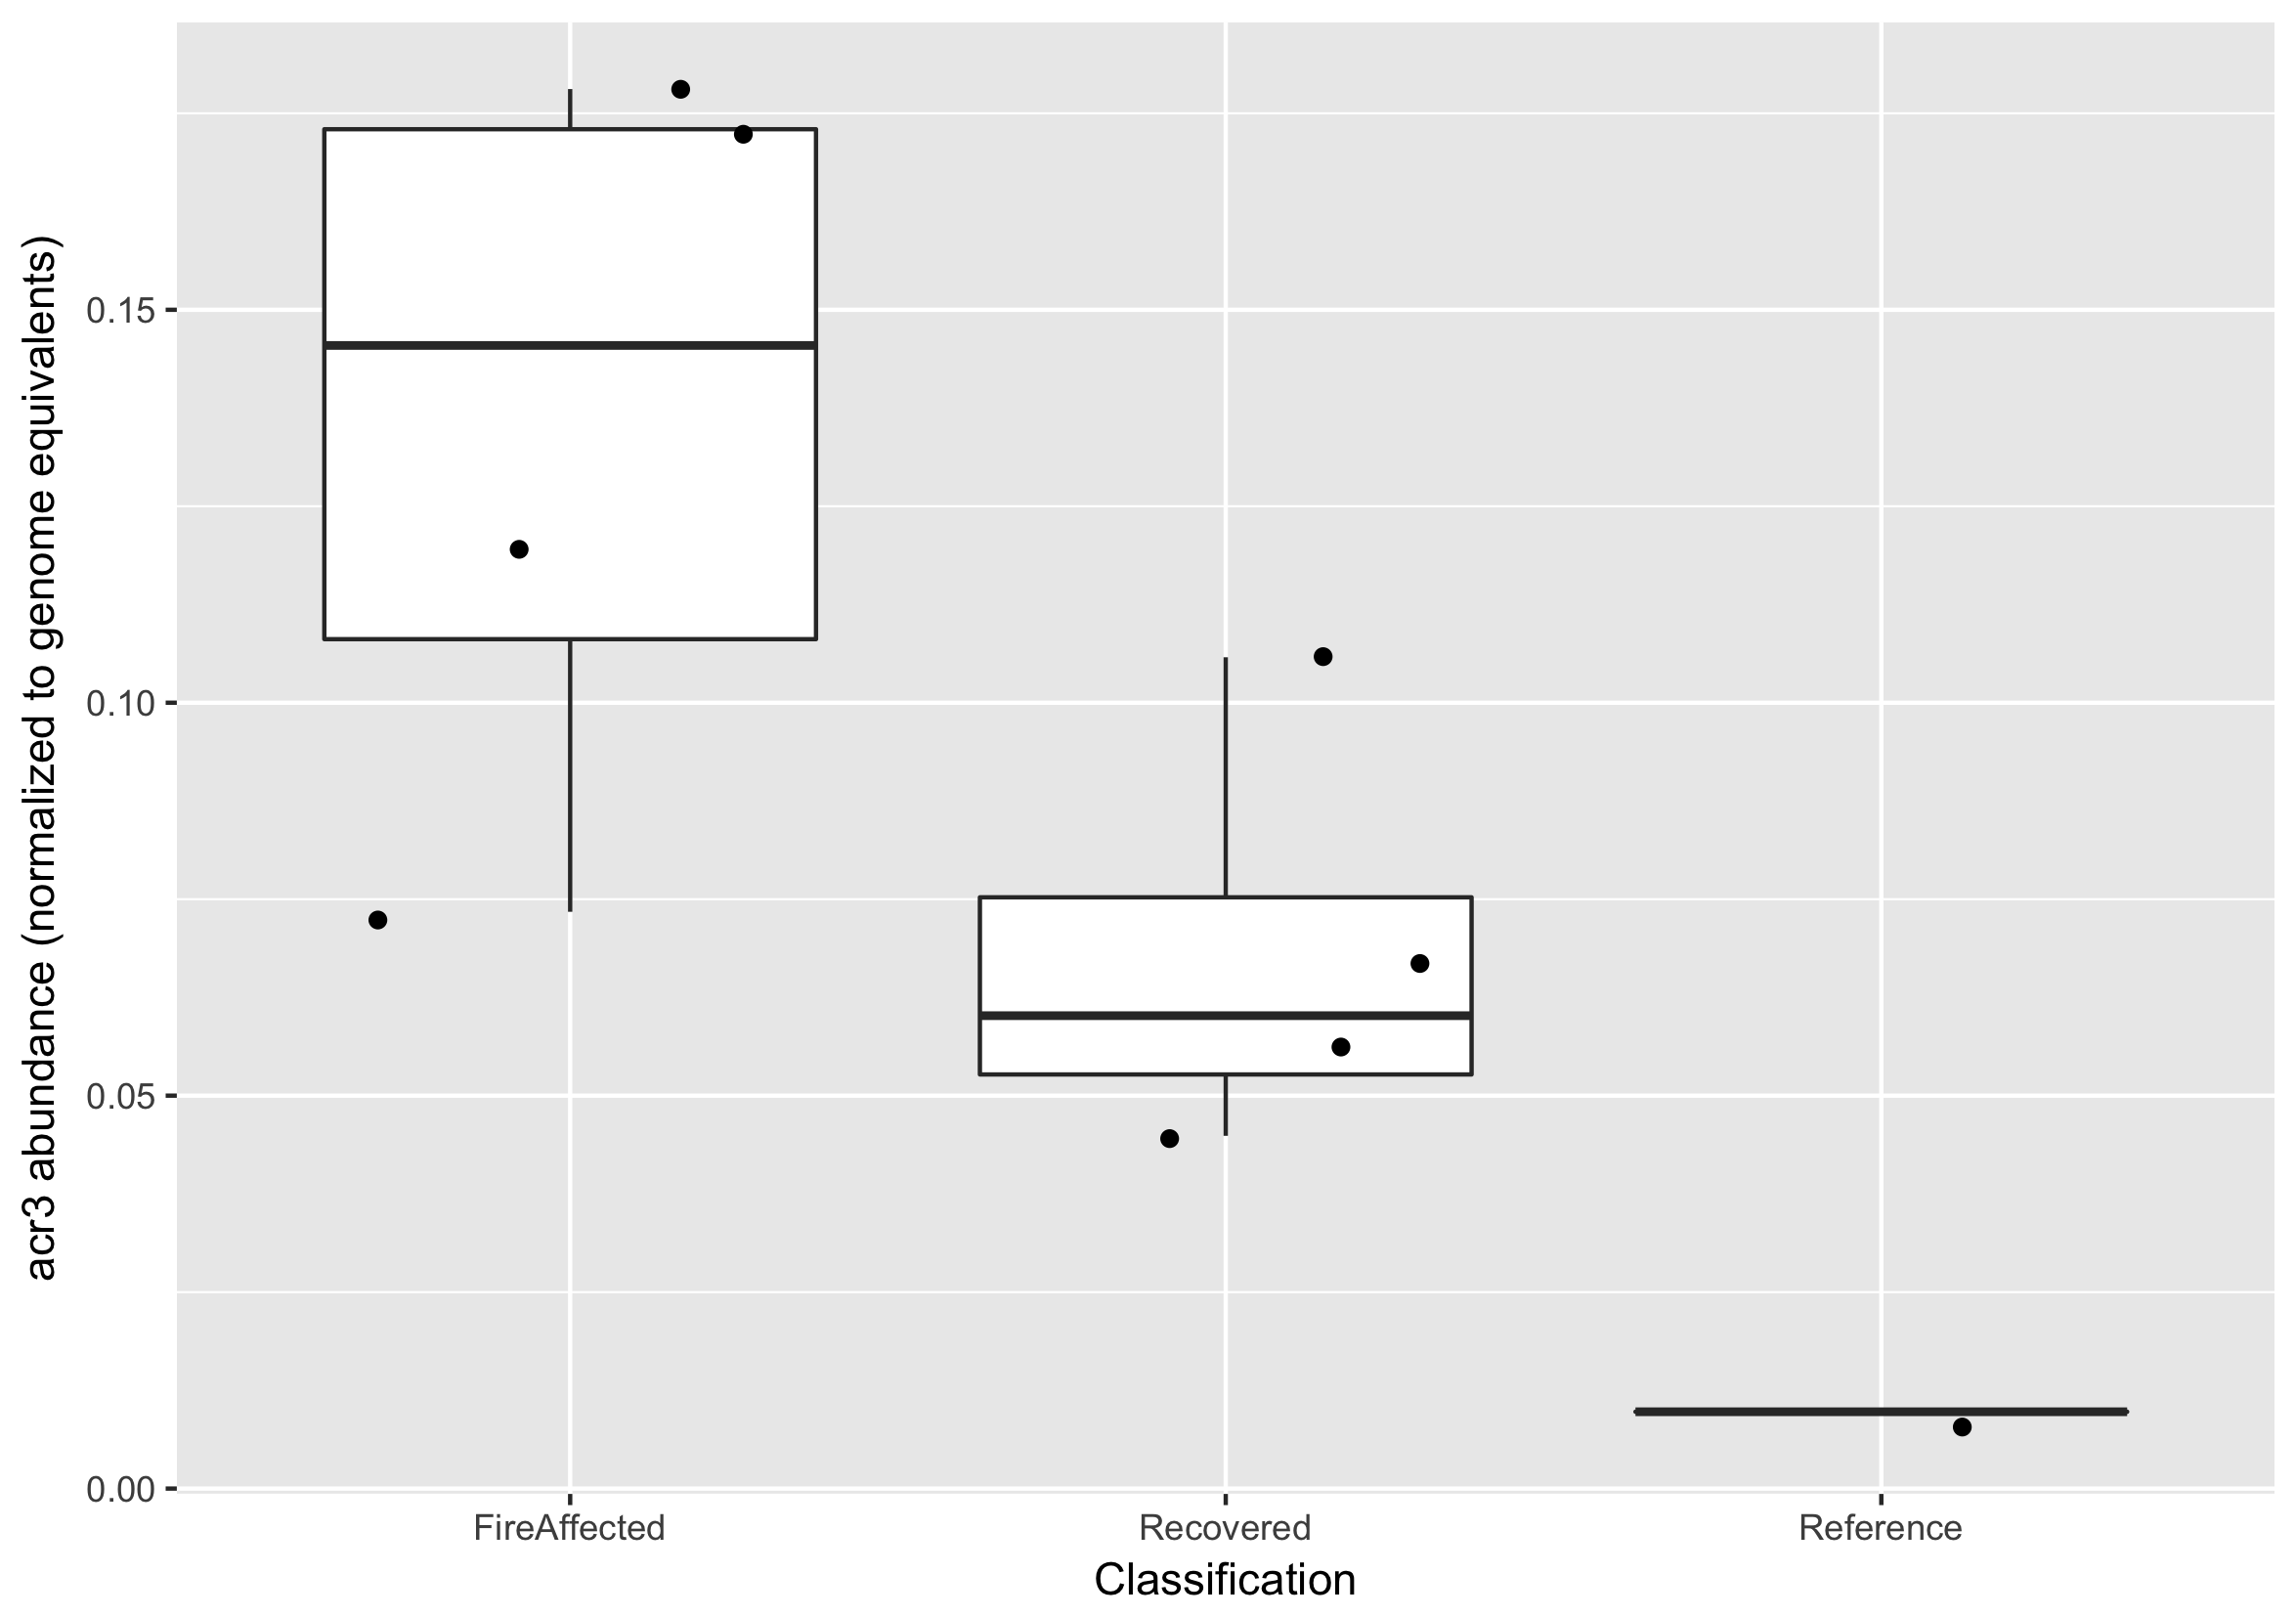 acr3 abundance (normalized to genome equivalents)
0.15
0.10
0.05
0.00
FireAffected
Recovered
Reference
Classification